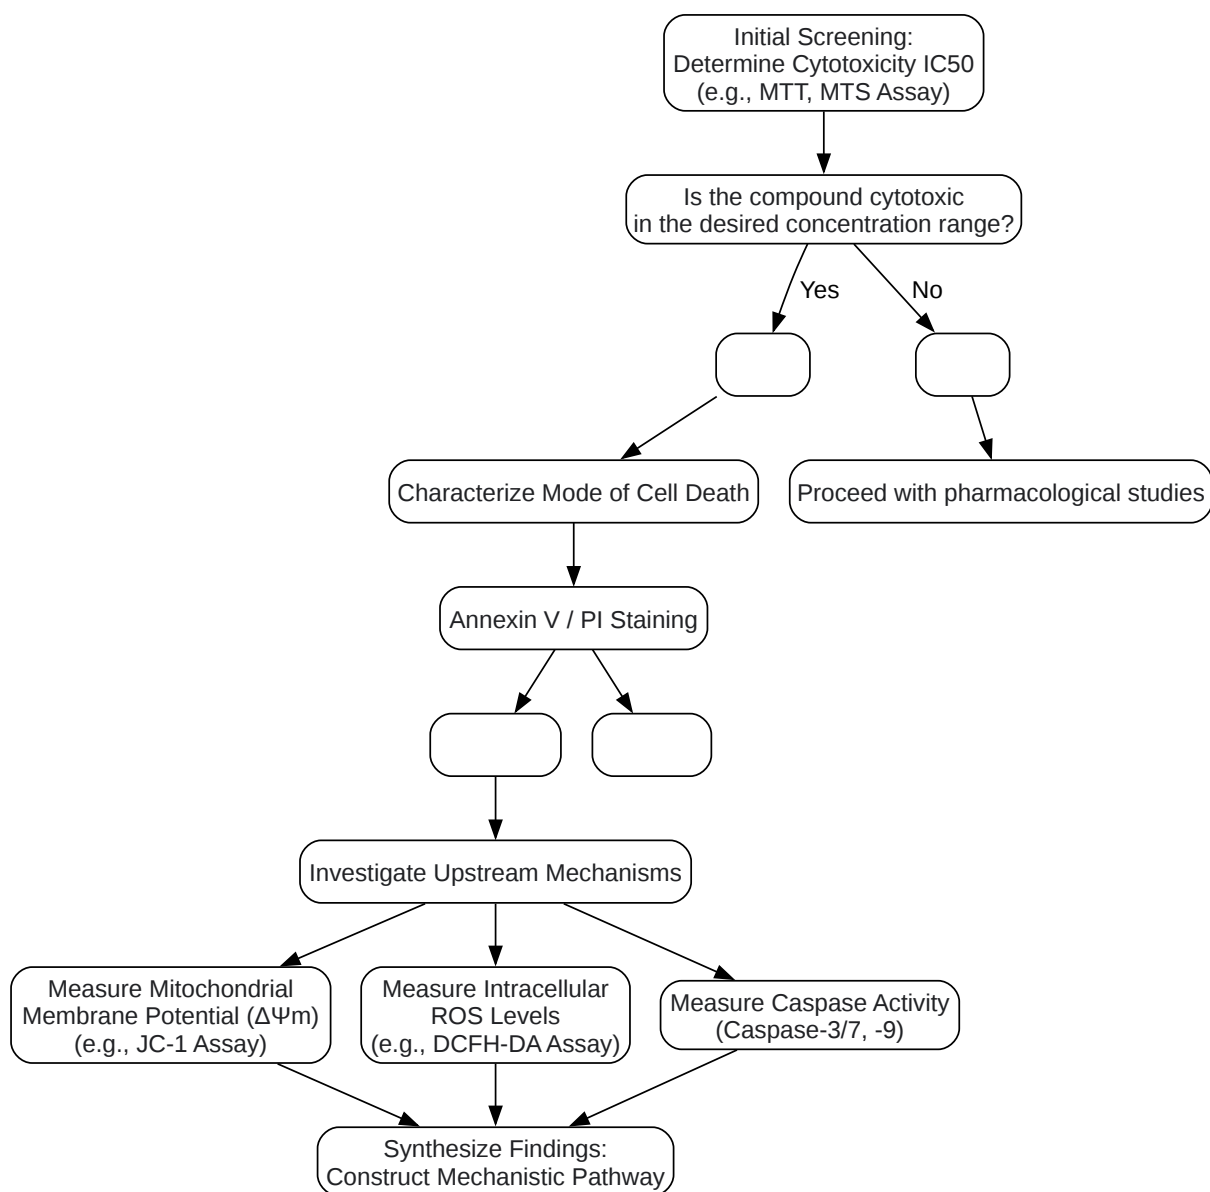 Initial Screening:
Determine Cytotoxicity IC50
(e.g., MTT, MTS Assay)
Is the compound cytotoxic
in the desired concentration range?
Yes
No
Characterize Mode of Cell Death
Proceed with pharmacological studies
Annexin V / PI Staining
Investigate Upstream Mechanisms
Measure Mitochondrial
Membrane Potential (ΔΨm)
(e.g., JC-1 Assay)
Measure Intracellular
ROS Levels
(e.g., DCFH-DA Assay)
Measure Caspase Activity
(Caspase-3/7, -9)
Synthesize Findings:
Construct Mechanistic Pathway